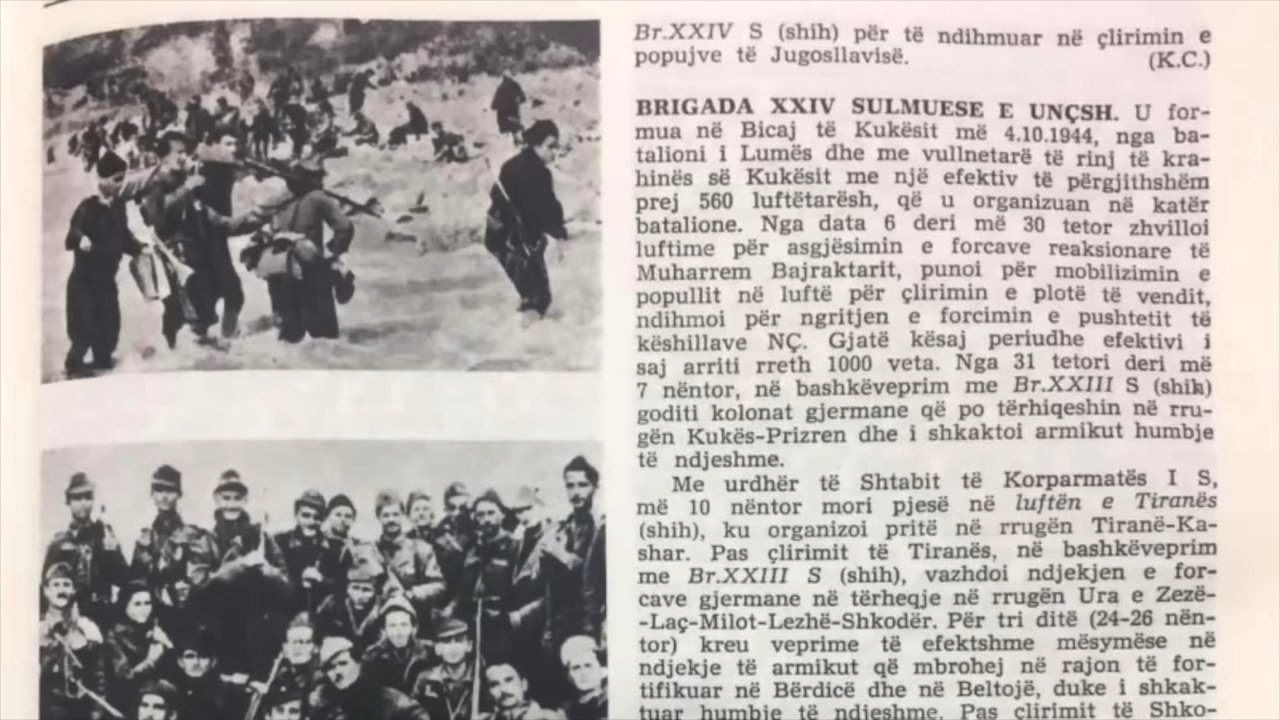 Br.XXIV S (shih) për të ndihmuar në çlirimin e
popujve të Jugosllavisë. (K.C.)
BRIGADA XXIV SULMUESE E UNÇSH. U for-
mua në Bicaj të Kukësit më 4.10.1944, nga ba-
talioni i Lumës dhe me vullnetarë të rinj të kra-
hinës së Kukësit me një efektiv të përgjithshëm
prej 560 luftëtarësh, që u organizuan në katër
batalione. Nga data 6 deri më 30 tetor zhvilloi
luftime për asgjësimin e forcave reaksionare të
Muharrem Bajraktarit, punoi për mobilizimin e
popullit në luftë për çlirimin e plotë të vendit,
ndihmoi për ngritjen e forcimin e pushtetit të
këshillave NÇ. Gjatë kësaj periudhe efektivi i
saj arriti rreth 1000 veta. Nga 31 tetori deri më
7 nëntor, në bashkëveprim me Br.XXIII S (shih)
goditi kolonat gjermane që po tërhiqeshin në rru-
gën Kukës-Prizren dhe i shkaktoi armikut humbje
të ndjeshme.
Me urdhër të Shtabit të Korparmatës I S,
më 10 nëntor mori pjesë në luftën e Tiranës
(shih), ku organizoi pritë në rrugën Tiranë-Ka-
shar. Pas çlirimit të Tiranës, në bashkëveprim
me Br.XXIII S (shih), vazhdoi ndjekjen e for-
cave gjermane në tërheqje në rrugën Ura e Zezë-
-Laç-Milot-Lezhë-Shkodër. Për tri ditë (24-26 nën-
tor) kreu veprime të efektshme mësymëse në
ndjekje të armikut që mbrohej në rajon të for-
tifikuar në Bërdicë dhe në Beltojë, duke i shkak-
tuar humbje të ndjeshme. Pas çlirimit të Shko-